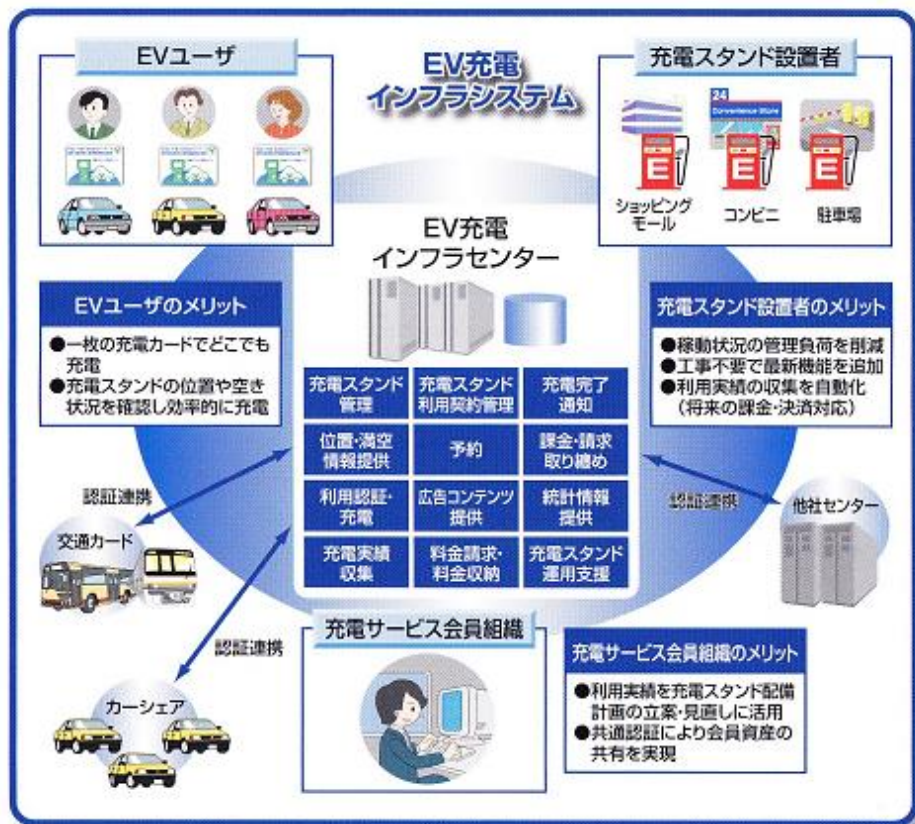 EVユーザ
EV充電
インフラシステム
充電スタンド設置者
24
Convenience Store
E
E
E
ショッピング
モール
コンビニ
駐車場
EV充電
インフラセンター
EVユーザのメリット
●一枚の充電カードでどこでも
充電
●充電スタンドの位置や空き
状況を確認し効率的に充電
充電スタンド設置者のメリット
●稼動状況の管理負荷を削減
●工事不要で最新機能を追加
●利用実績の収集を自動化
(将来の課金・決済対応)
充電スタンド
管理
充電スタンド
利用契約管理
充電完了
通知
位置・満空
情報提供
予約
課金・請求
取り纏め
利用認証・
充電
広告コンテンツ
提供
統計情報
提供
充電実績
収集
料金請求・
料金収納
充電スタンド
運用支援
認証連携
交通カード
認証連携
カーシェア
認証連携
他社センター
充電サービス会員組織
充電サービス会員組織のメリット
●利用実績を充電スタンド配備
計画の立案・見直しに活用
●共通認証により会員資産の
共有を実現